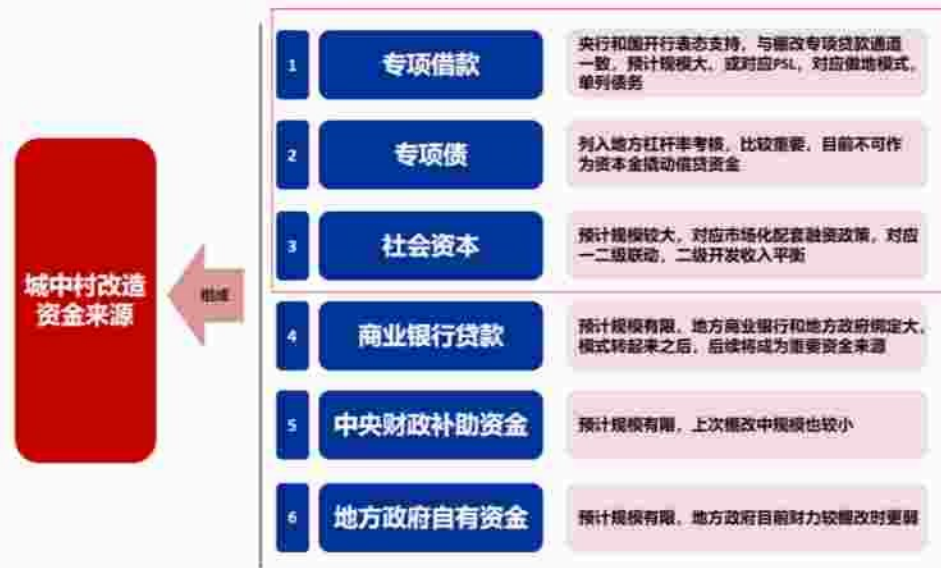 城中村改造
资金来源
组成
1
专项借款
央行和国开行表态支持，与棚改专项贷款通道
一致，预计规模大，或对应PSL，对应做地模式，
单列债务
2
专项债
列入地方杠杆率考核，比较重要，目前不可作
为资本金撬动信贷资金
3
社会资本
预计规模较大，对应市场化配套融资政策，对应
一二级联动，二级开发收入平衡
4
商业银行贷款
预计规模有限，地方商业银行和地方政府绑定大，
模式转起来之后，后续将成为重要资金来源
5
中央财政补助资金
预计规模有限，上次棚改中规模也较小
6
地方政府自有资金
预计规模有限，地方政府目前财力较棚改时更弱